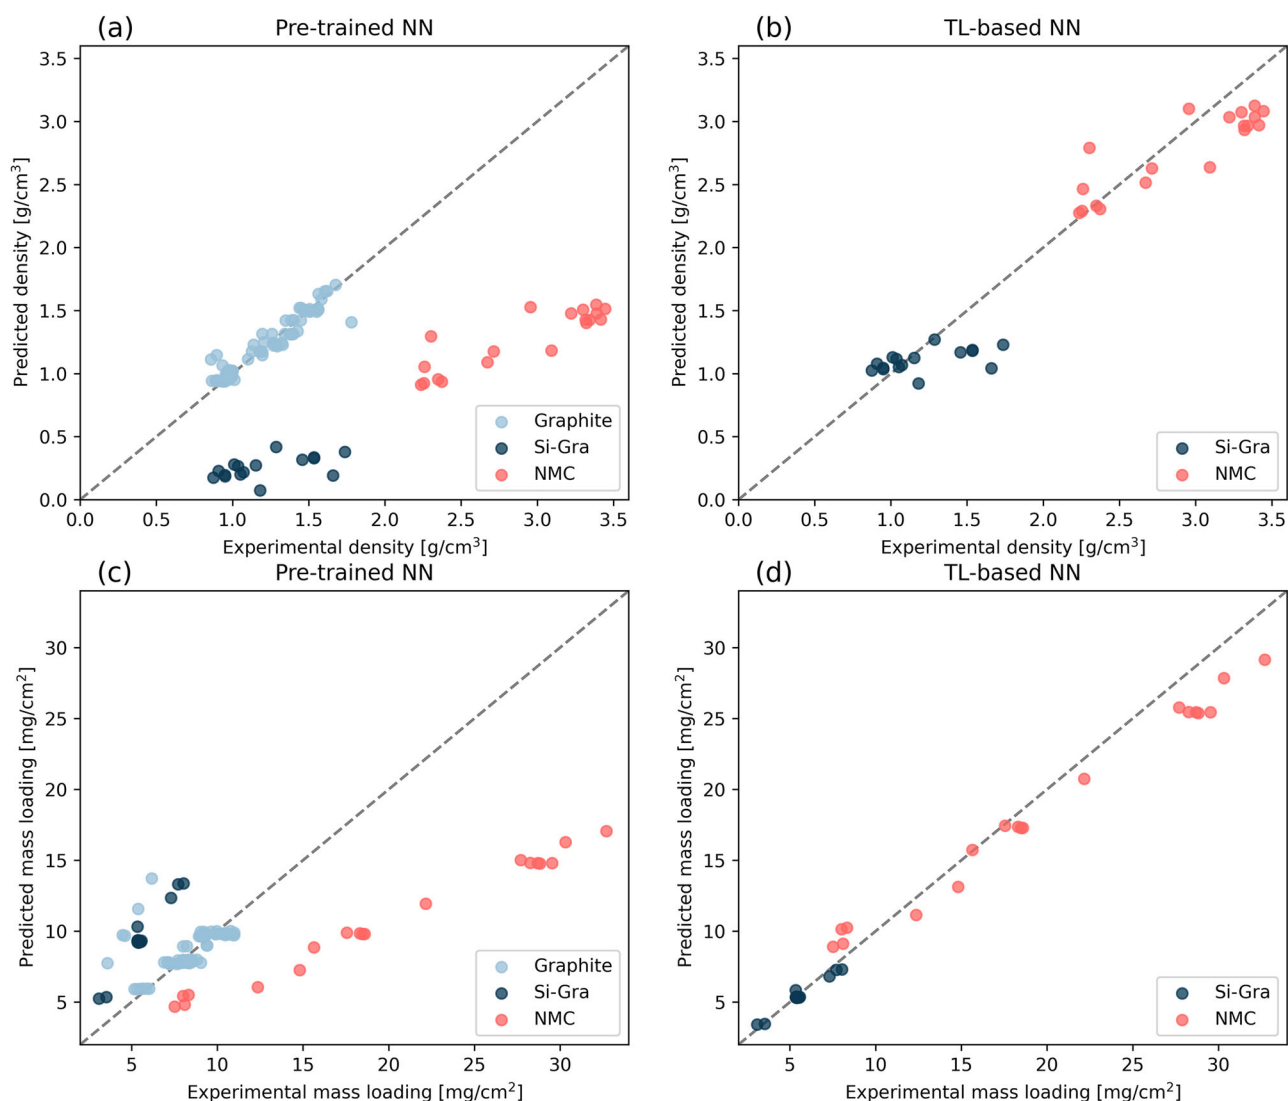 (a) Pre-trained NN
Predicted density [g/cm³]
3.5
3.0
2.5
2.0
1.5
1.0
0.5
0.0
Graphite
Si-Gra
NMC
0.0 0.5 1.0 1.5 2.0 2.5 3.0 3.5
Experimental density [g/cm³]
(b) TL-based NN
Predicted density [g/cm³]
3.5
3.0
2.5
2.0
1.5
1.0
0.5
0.0
Si-Gra
NMC
0.0 0.5 1.0 1.5 2.0 2.5 3.0 3.5
Experimental density [g/cm³]
(c) Pre-trained NN
Predicted mass loading [mg/cm²]
30
25
20
15
10
5
Graphite
Si-Gra
NMC
5 10 15 20 25 30
Experimental mass loading [mg/cm²]
(d) TL-based NN
Predicted mass loading [mg/cm²]
30
25
20
15
10
5
Si-Gra
NMC
5 10 15 20 25 30
Experimental mass loading [mg/cm²]